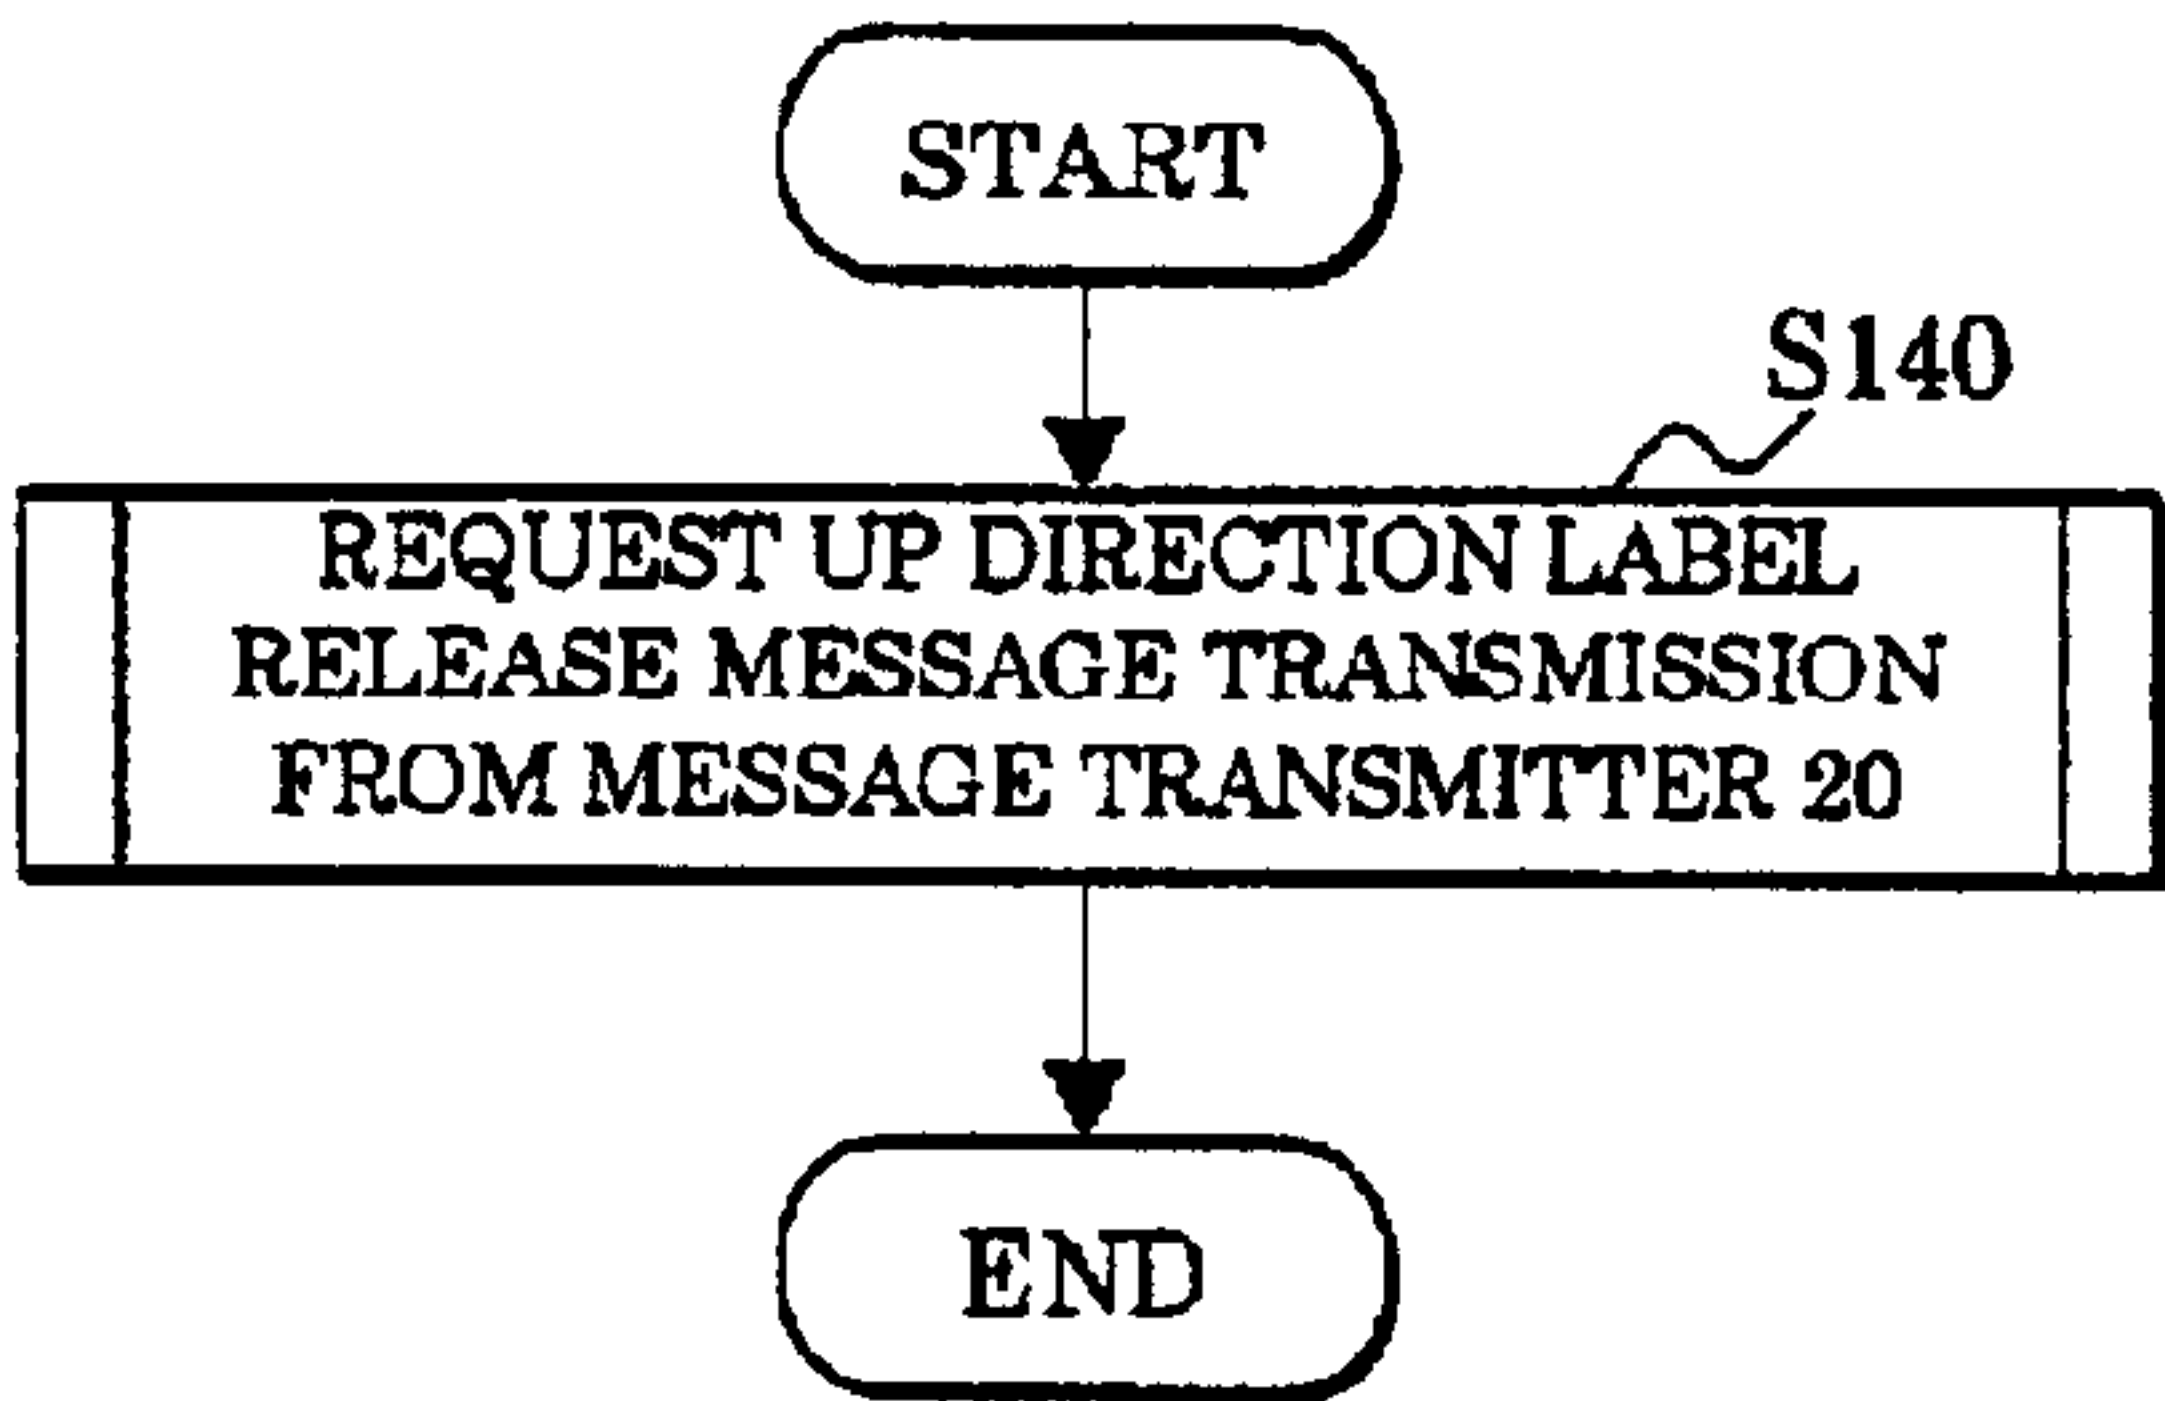 START
S140
REQUEST UP DIRECTION LABEL
RELEASE MESSAGE TRANSMISSION
FROM MESSAGE TRANSMITTER 20
END